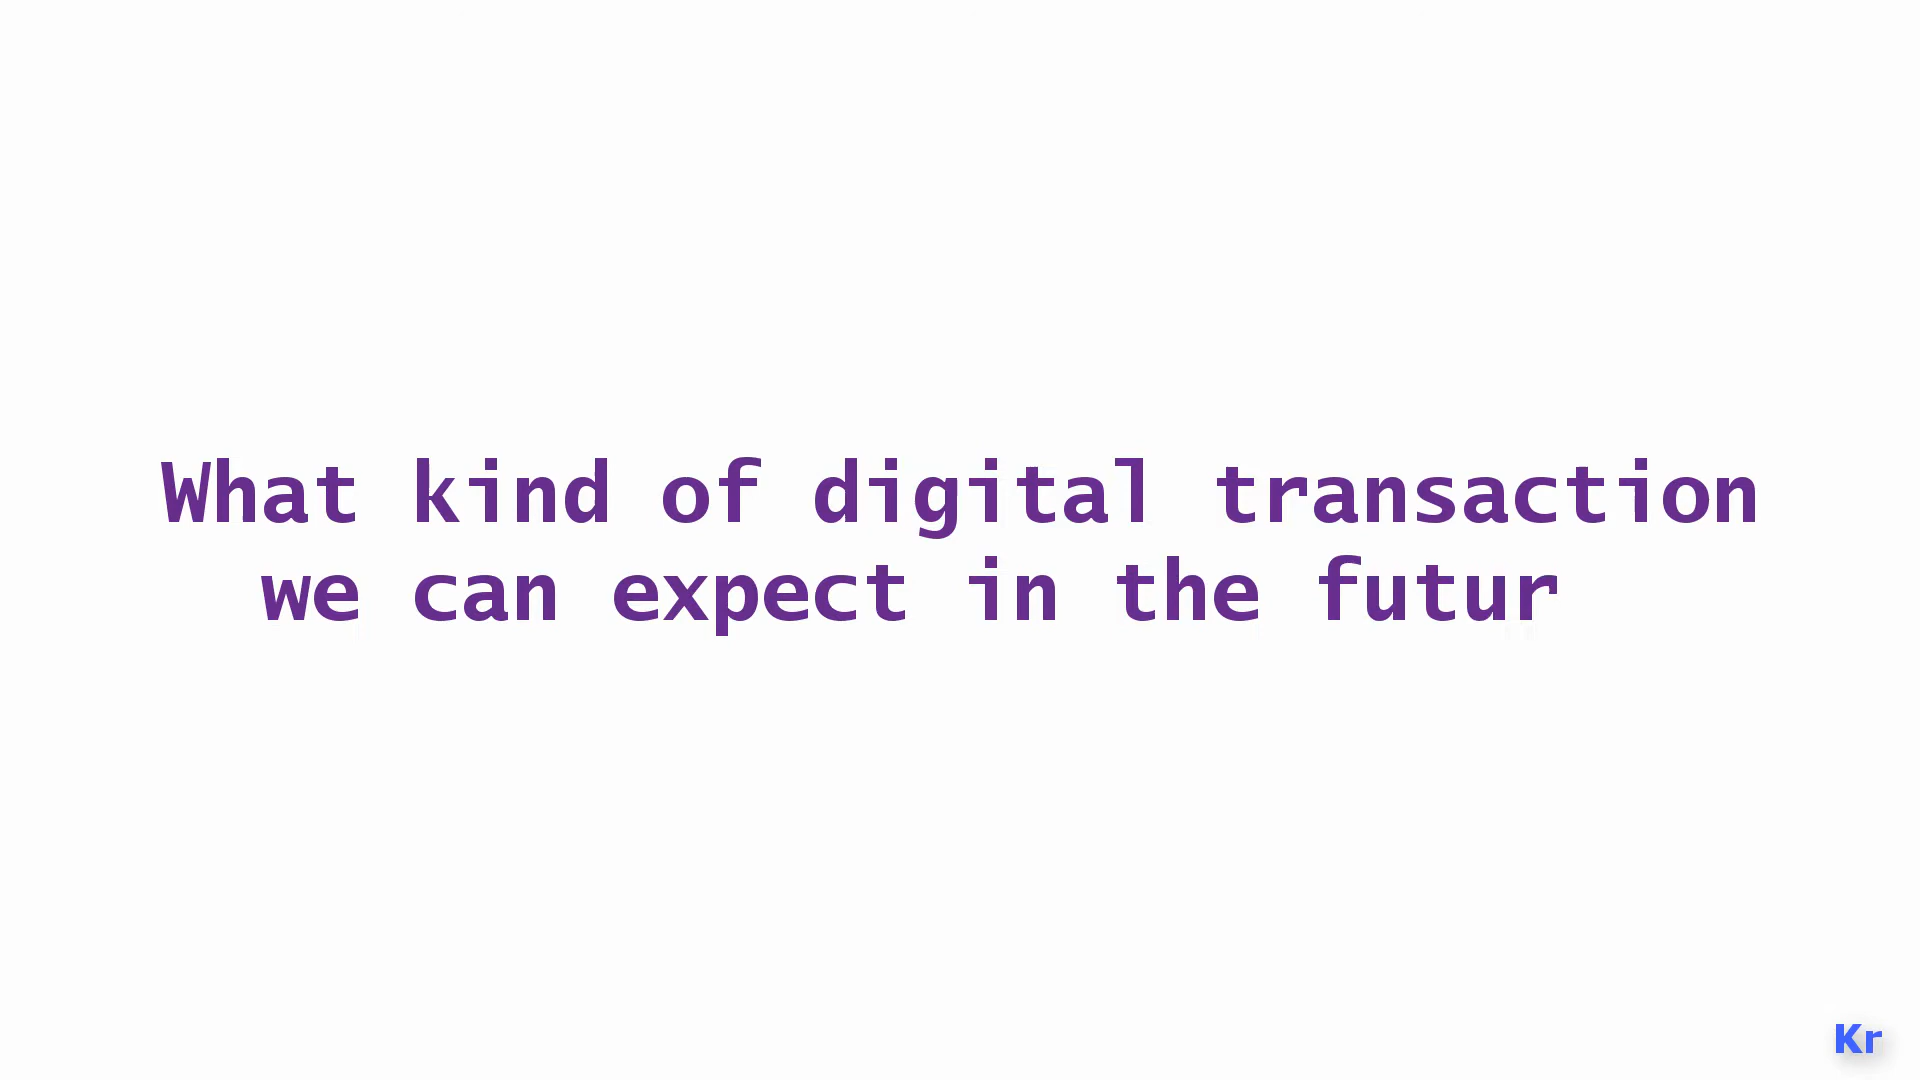 What kind of digital transaction
we can expect in the futur
Kr